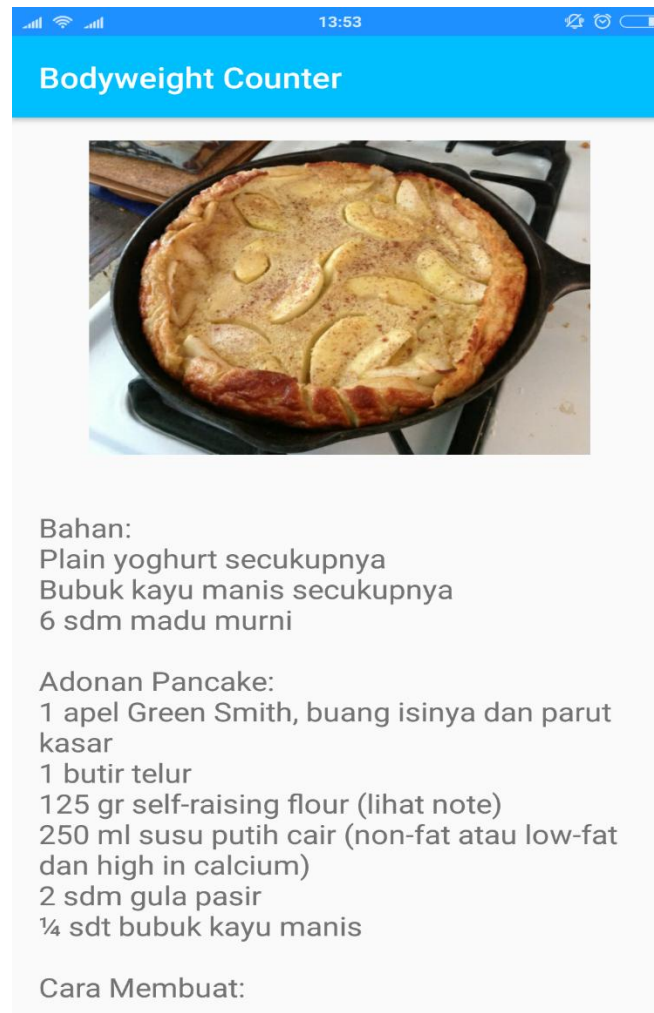 13:53
Bodyweight Counter
Bahan:
Plain yoghurt secukupnya
Bubuk kayu manis secukupnya
6 sdm madu murni
Adonan Pancake:
1 apel Green Smith, buang isinya dan parut
kasar
1 butir telur
125 gr self-raising flour (lihat note)
250 ml susu putih cair (non-fat atau low-fat
dan high in calcium)
2 sdm gula pasir
¼ sdt bubuk kayu manis
Cara Membuat: